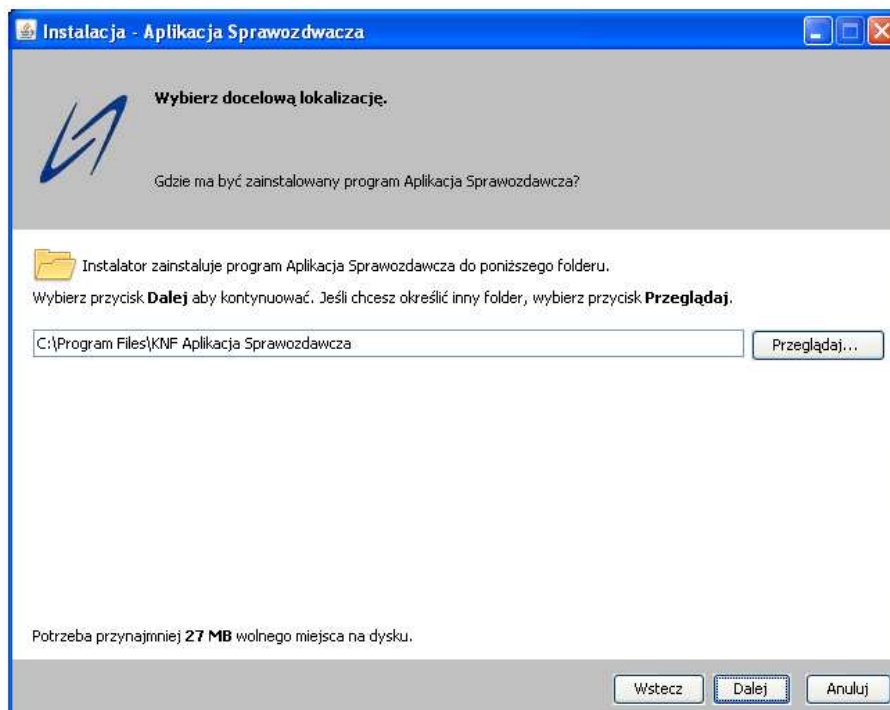 Instalacja - Aplikacja Sprawozdwacza
Wybierz docelową lokalizację.
Gdzie ma być zainstalowany program Aplikacja Sprawozdawcza?
Instalator zainstaluje program Aplikacja Sprawozdawcza do poniższego folderu.
Wybierz przycisk Dalej aby kontynuować. Jeśli chcesz określić inny folder, wybierz przycisk Przeglądaj.
C:\Program Files\KNF Aplikacja Sprawozdawcza
Przeglądaj...
Potrzeba przynajmniej 27 MB wolnego miejsca na dysku.
Wstecz Dalej Anuluj